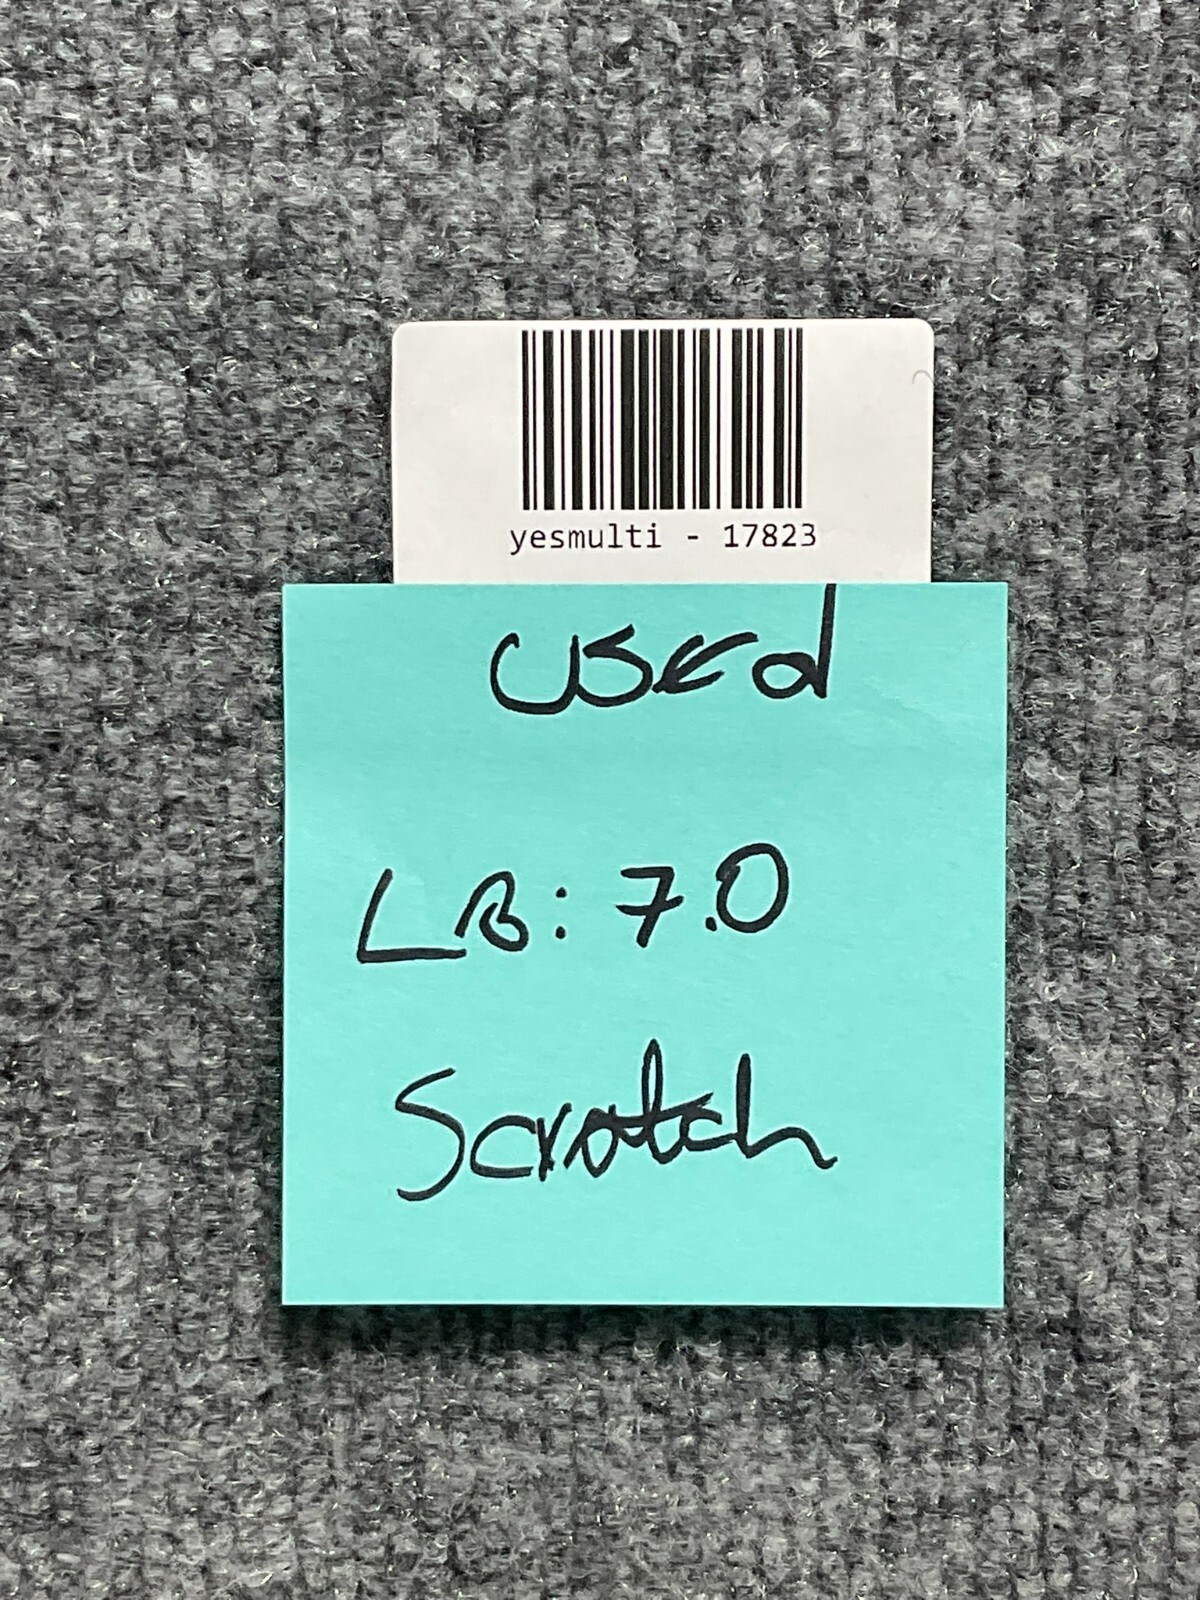 yesmulti - 17823
used
LB: 7.0
Scratch